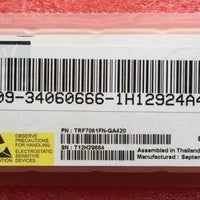 09-34060666-1H12924A4
OBSERVE
PRECAUTIONS
FOR HANDLING
ELECTROSTATIC
SENSITIVE
DEVICES
PN : TRF7061FN-GA420
SN : T12H29664
Assembled in Thailand
Manufacture : Septem